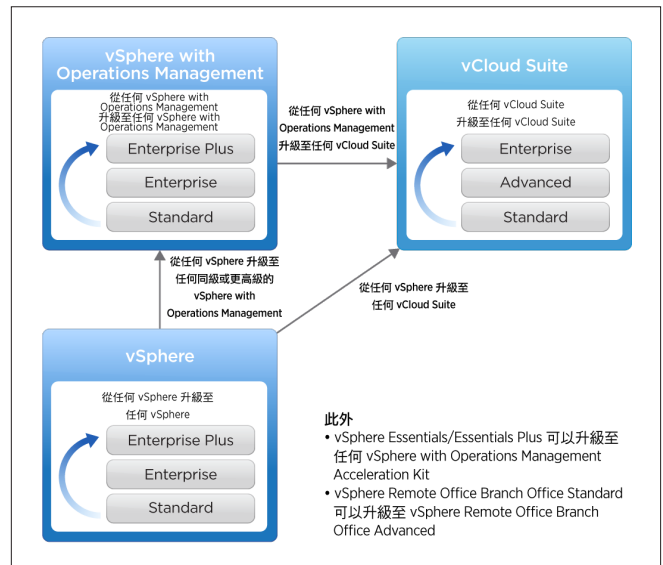 vSphere with
Operations Management
從任何 vSphere with
Operations Management
升級至任何 vSphere with
Operations Management
Enterprise Plus
Enterprise
Standard
從任何 vSphere with
Operations Management
升級至任何 vCloud Suite
vCloud Suite
從任何 vCloud Suite
升級至任何 vCloud Suite
Enterprise
Advanced
Standard
從任何 vSphere 升級至
任何同級或更高級的
vSphere with
Operations Management
從任何 vSphere 升級至
任何 vCloud Suite
vSphere
從任何 vSphere 升級至
任何 vSphere
Enterprise Plus
Enterprise
Standard
此外
• vSphere Essentials/Essentials Plus 可以升級至
任何 vSphere with Operations Management
Acceleration Kit
• vSphere Remote Office Branch Office Standard
可以升級至 vSphere Remote Office Branch
Office Advanced